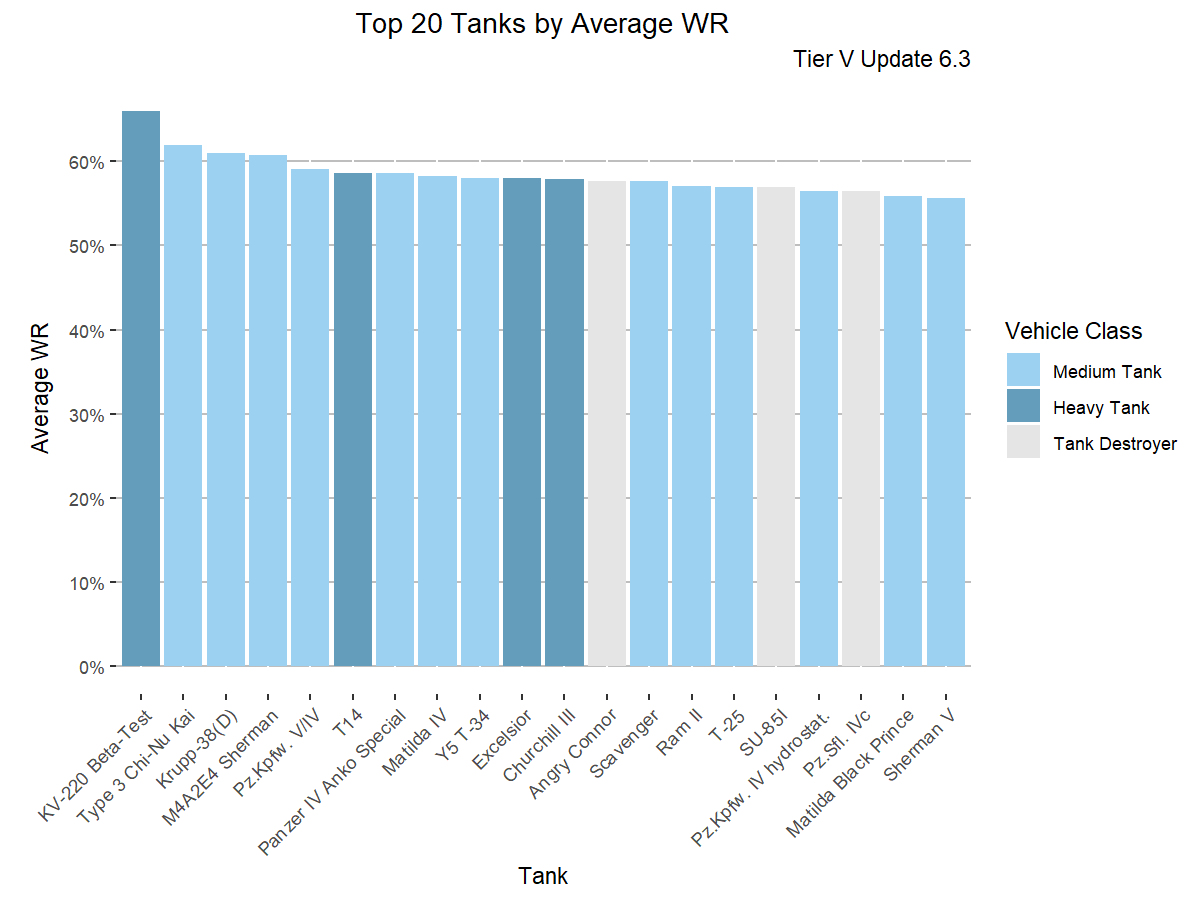 Top 20 Tanks by Average WR
Tier V Update 6.3
Average WR
60%
50%
40%
30%
20%
10%
0%
KV-220 Beta-Test
Type 3 Chi-Nu Kai
Krupp-38(D)
M4A2E4 Sherman
Pz.Kpfw. V/IV
T14
Panzer IV Anko Special
Matilda IV
Y5 T-34
Excelsior
Churchill III
Angry Connor
Scavenger
Ram II
T-25
SU-85I
Pz.Kpfw. IV hydrostat.
Pz.Sfl. IVc
Matilda Black Prince
Sherman V
Tank
Vehicle Class
Medium Tank
Heavy Tank
Tank Destroyer